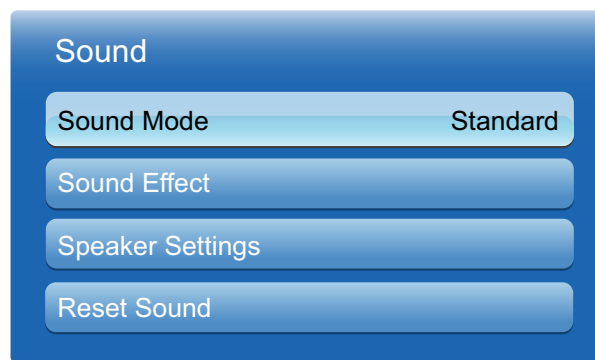 Sound
Sound Mode Standard
Sound Effect
Speaker Settings
Reset Sound